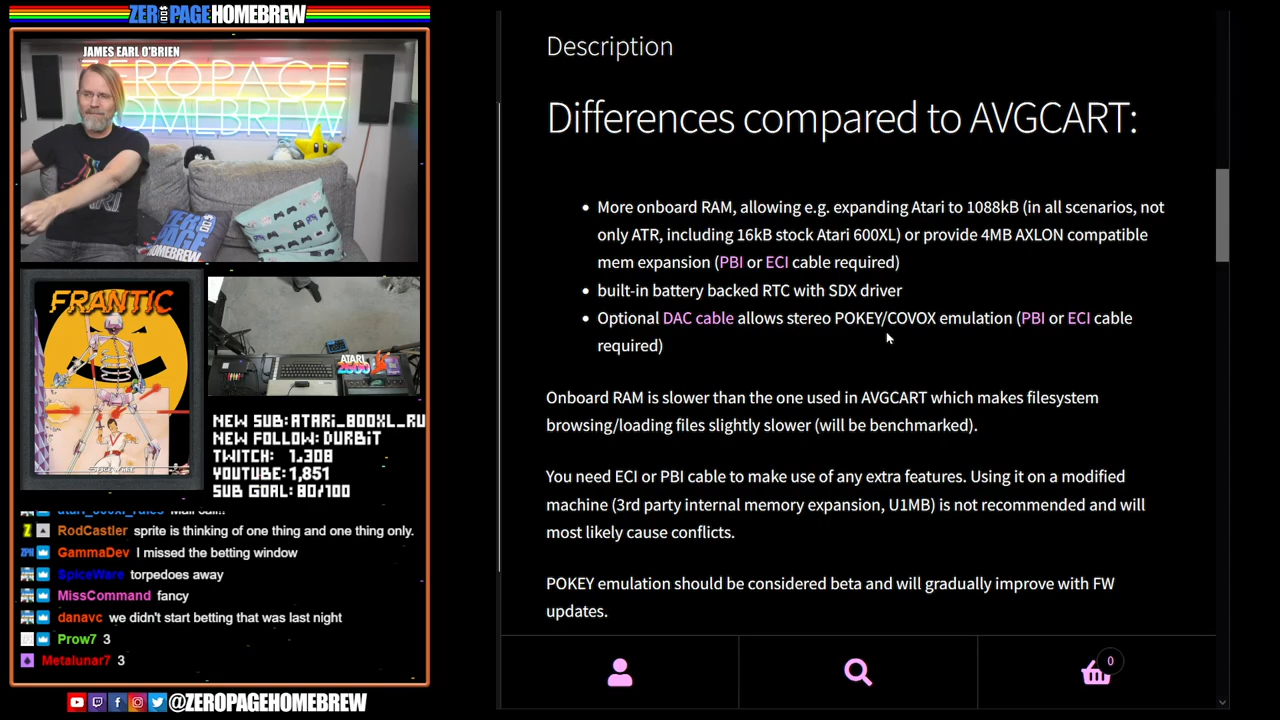 ZEROPAGEHOMEBREW
JAMES EARL O'BRIEN
ZEROPAGE
HOMEBREW
FRANTIC
SPICEWARE
ATARI
2600
NEW SUB:ATARI_800XL_RU
NEW FOLLOW:DURBIT
TWITCH: 1,308
YOUTUBE:1,851
SUB GOAL:80/100
atari_800xl_rules Mail call!!
RodCastler sprite is thinking of one thing and one thing only.
GammaDev I missed the betting window
SpiceWare torpedoes away
MissCommand fancy
danavc we didn't start betting that was last night
Prow7 3
Metalunar7 3
@ZEROPAGEHOMEBREW
Description
Differences compared to AVGCART:
More onboard RAM, allowing e.g. expanding Atari to 1088kB (in all scenarios, not
only ATR, including 16kB stock Atari 600XL) or provide 4MB AXLON compatible
mem expansion (PBI or ECI cable required)
built-in battery backed RTC with SDX driver
Optional DAC cable allows stereo POKEY/COVOX emulation (PBI or ECI cable
required)
Onboard RAM is slower than the one used in AVGCART which makes filesystem
browsing/loading files slightly slower (will be benchmarked).
You need ECI or PBI cable to make use of any extra features. Using it on a modified
machine (3rd party internal memory expansion, U1MB) is not recommended and will
most likely cause conflicts.
POKEY emulation should be considered beta and will gradually improve with FW
updates.
0